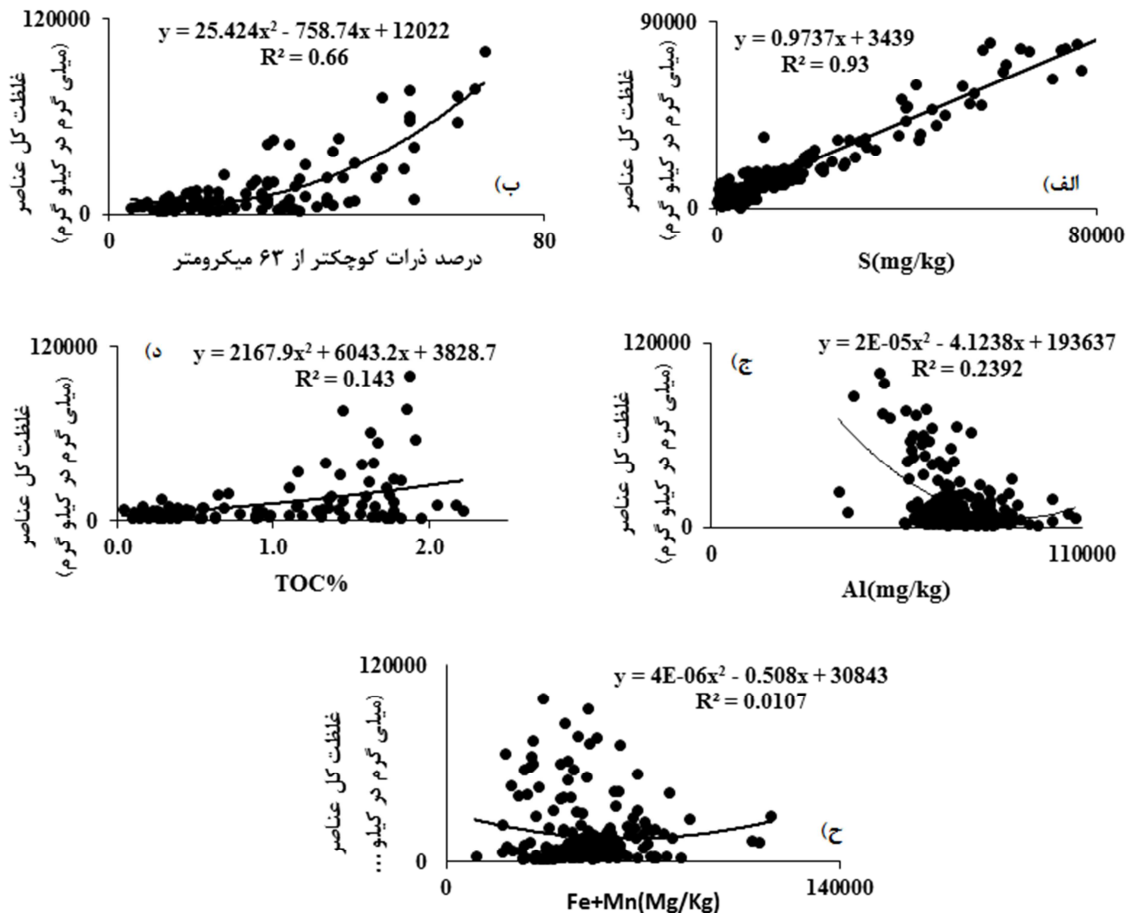 90000
y = 0.9737x + 3439
R² = 0.93
غلظت کل عناصر
(میلی گرم در کیلو گرم)
الف)
0
0
80000
S(mg/kg)
120000
y = 25.424x² - 758.74x + 12022
R² = 0.66
غلظت کل عناصر
(میلی گرم در کیلو گرم)
ب)
0
0
80
درصد ذرات کوچکتر از ۶۳ میکرومتر
120000
y = 2E-05x² - 4.1238x + 193637
R² = 0.2392
غلظت کل عناصر
(میلی گرم در کیلو گرم)
ج)
0
0
110000
Al(mg/kg)
120000
د)
y = 2167.9x² + 6043.2x + 3828.7
R² = 0.143
غلظت کل عناصر
(میلی گرم در کیلو گرم)
0
0.0
1.0
2.0
TOC%
120000
y = 4E-06x² - 0.508x + 30843
R² = 0.0107
غلظت کل عناصر
(میلی گرم در کیلو ...
ح)
0
0
140000
Fe+Mn(Mg/Kg)